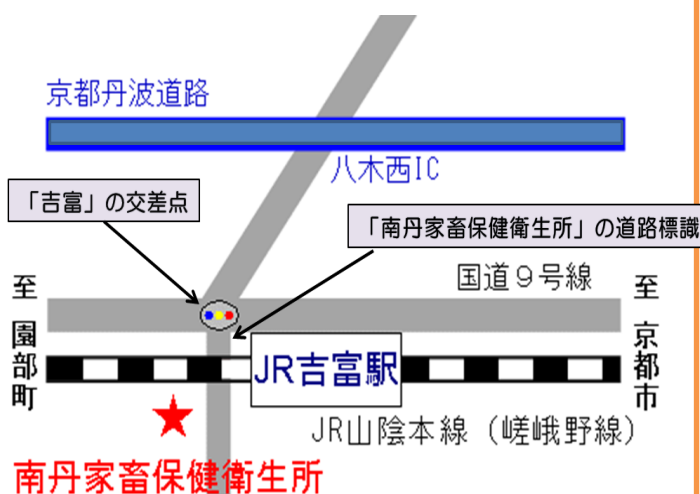 京都丹波道路
八木西IC
「吉富」の交差点
「南丹家畜保健衛生所」の道路標識
国道9号線
至 園部町
至 京都市
JR吉富駅
JR山陰本線(嵯峨野線)
南丹家畜保健衛生所